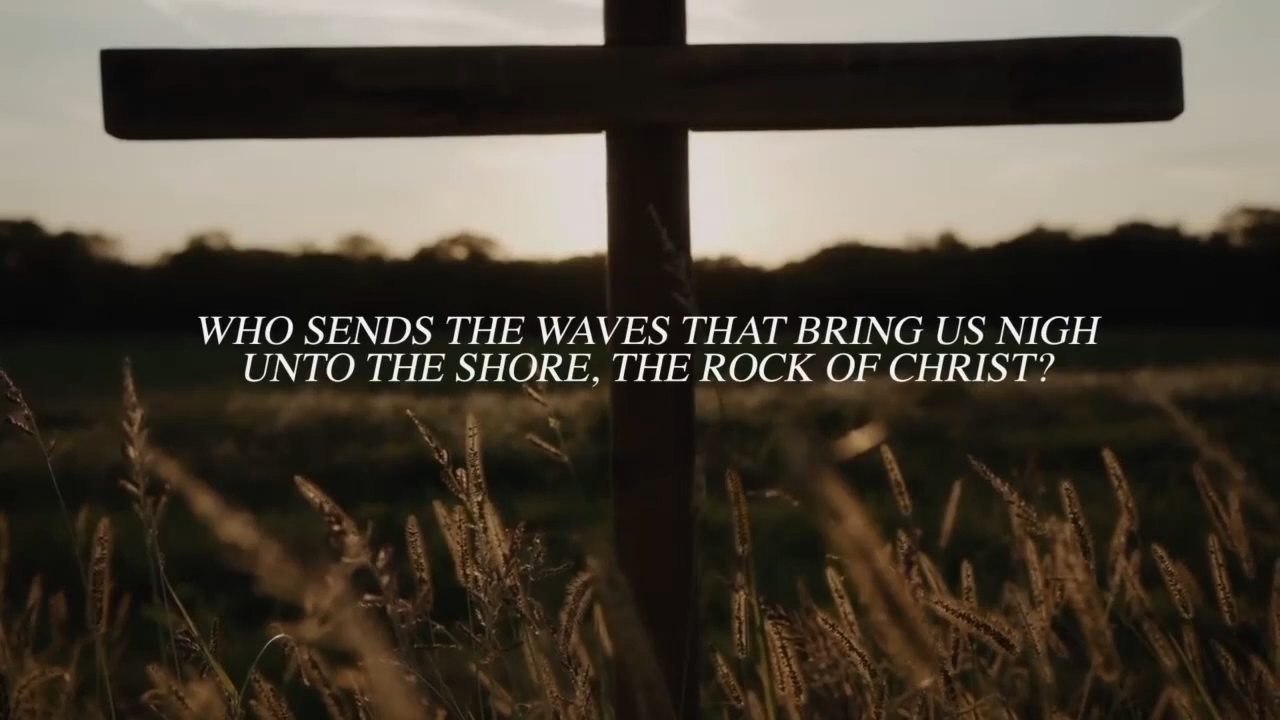 WHO SENDS THE WAVES THAT BRING US NIGH
UNTO THE SHORE, THE ROCK OF CHRIST?